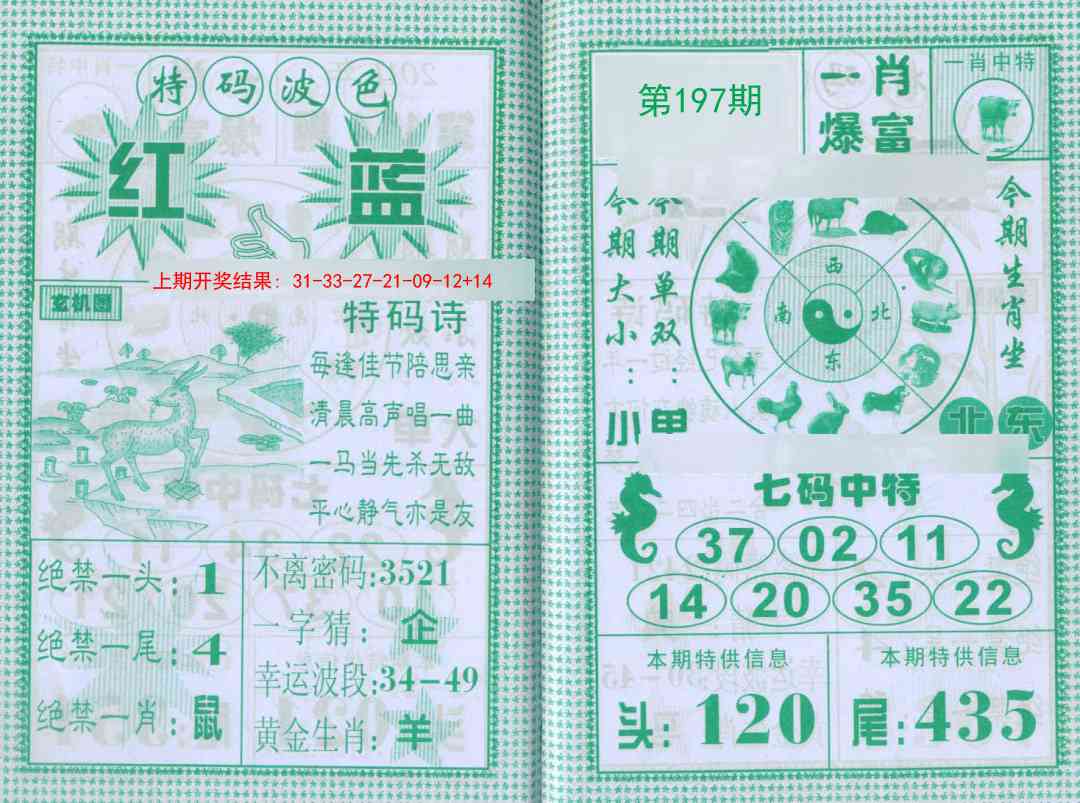 特码波色
红 蓝
上期开奖结果：31-33-27-21-09-12+14
玄机图
特码诗
每逢佳节陪思亲
清晨高声唱一曲
一马当先杀无敌
平心静气亦是友
绝禁一头:1
绝禁一尾:4
绝禁一肖:鼠
不离密码:3521
一字猜:企
幸运波段:34-49
黄金生肖:羊
第197期
一肖
爆富
一肖中特
今期大小:小
今期单双:
西
南 北
东
今期生肖坐
北东
七码中特
37 02 11
14 20 35 22
本期特供信息
头:120
本期特供信息
尾:435